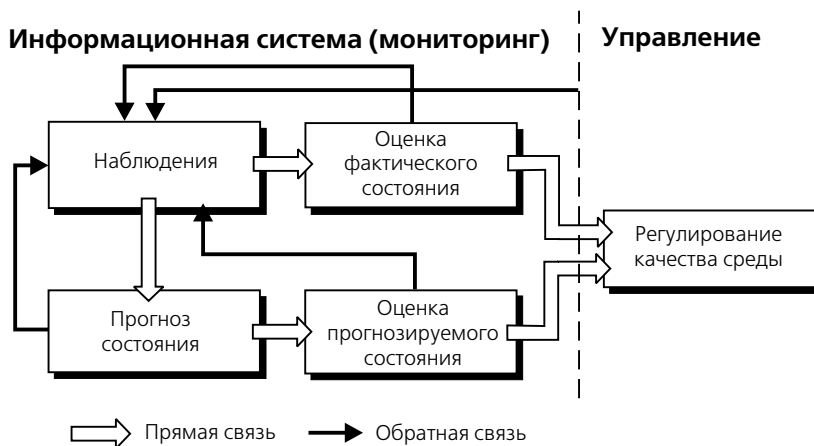 Информационная система (мониторинг)
Управление
Наблюдения
Оценка
фактического
состояния
Регулирование
качества среды
Прогноз
состояния
Оценка
прогнозируемого
состояния
Прямая связь
Обратная связь